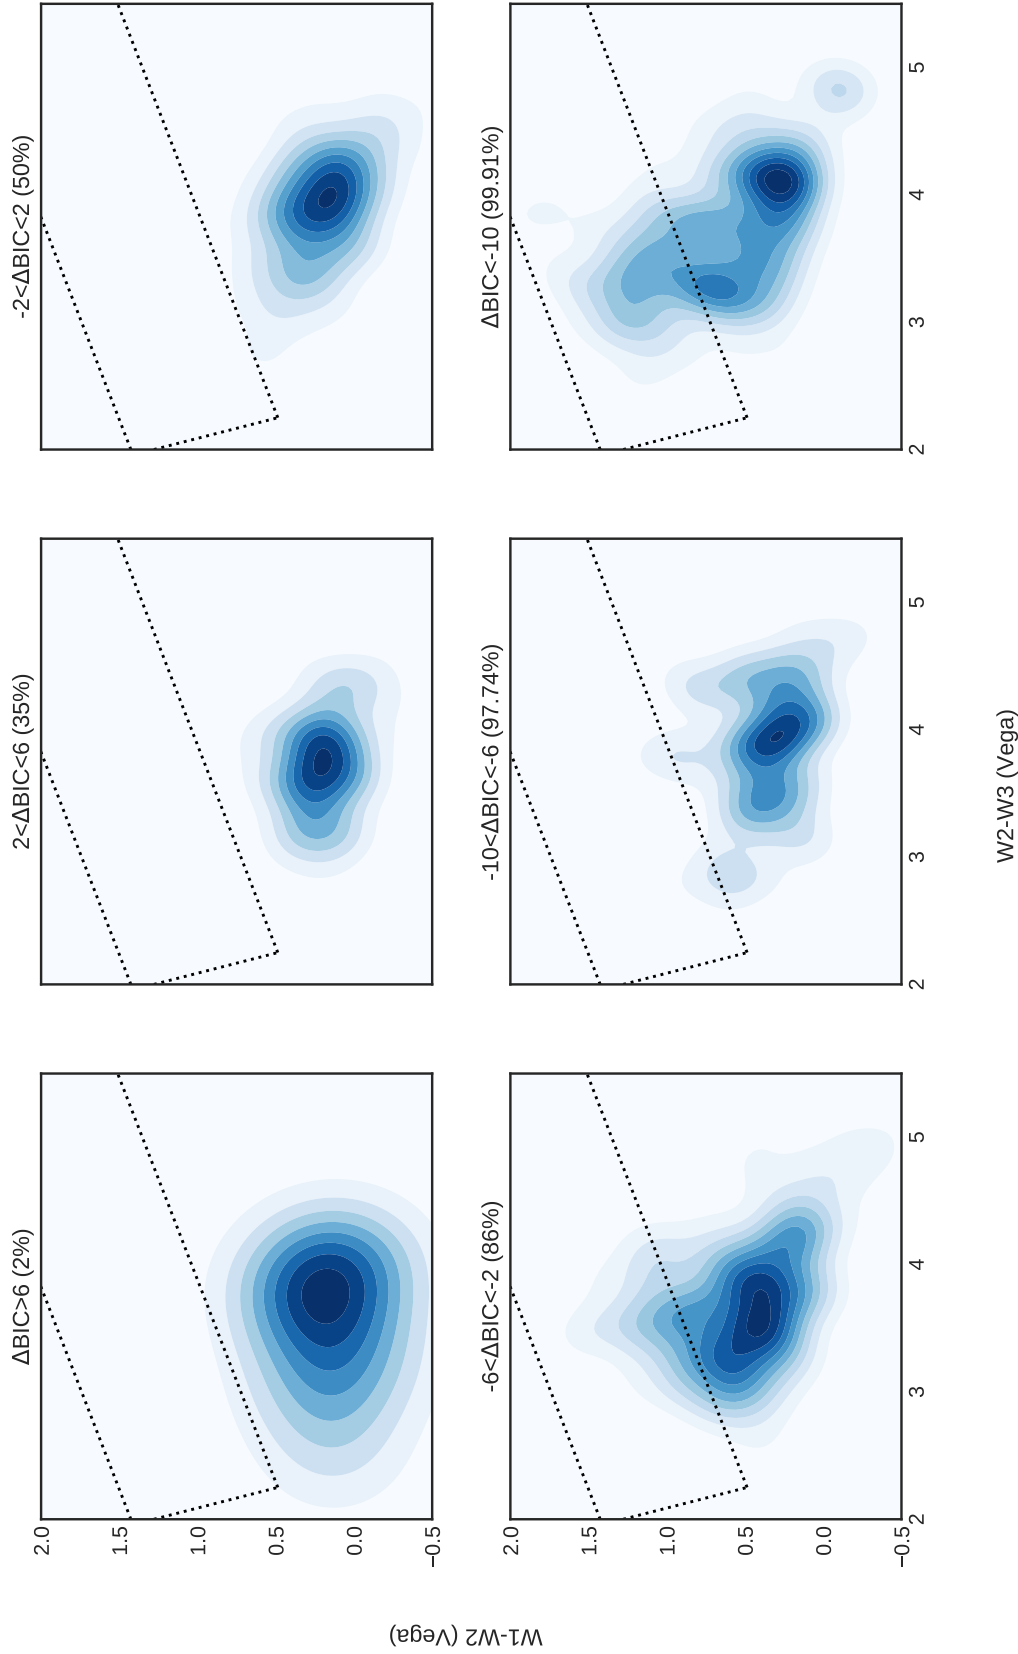 ΔBIC>6 (2%)
2<ΔBIC<6 (35%)
-2<ΔBIC<2 (50%)
2.0
1.5
1.0
0.5
0.0
−0.5
-6<ΔBIC<-2 (86%)
-10<ΔBIC<-6 (97.74%)
ΔBIC<-10 (99.91%)
2.0
1.5
1.0
0.5
0.0
−0.5
2 3 4 5
2 3 4 5
2 3 4 5
W1-W2 (Vega)
W2-W3 (Vega)